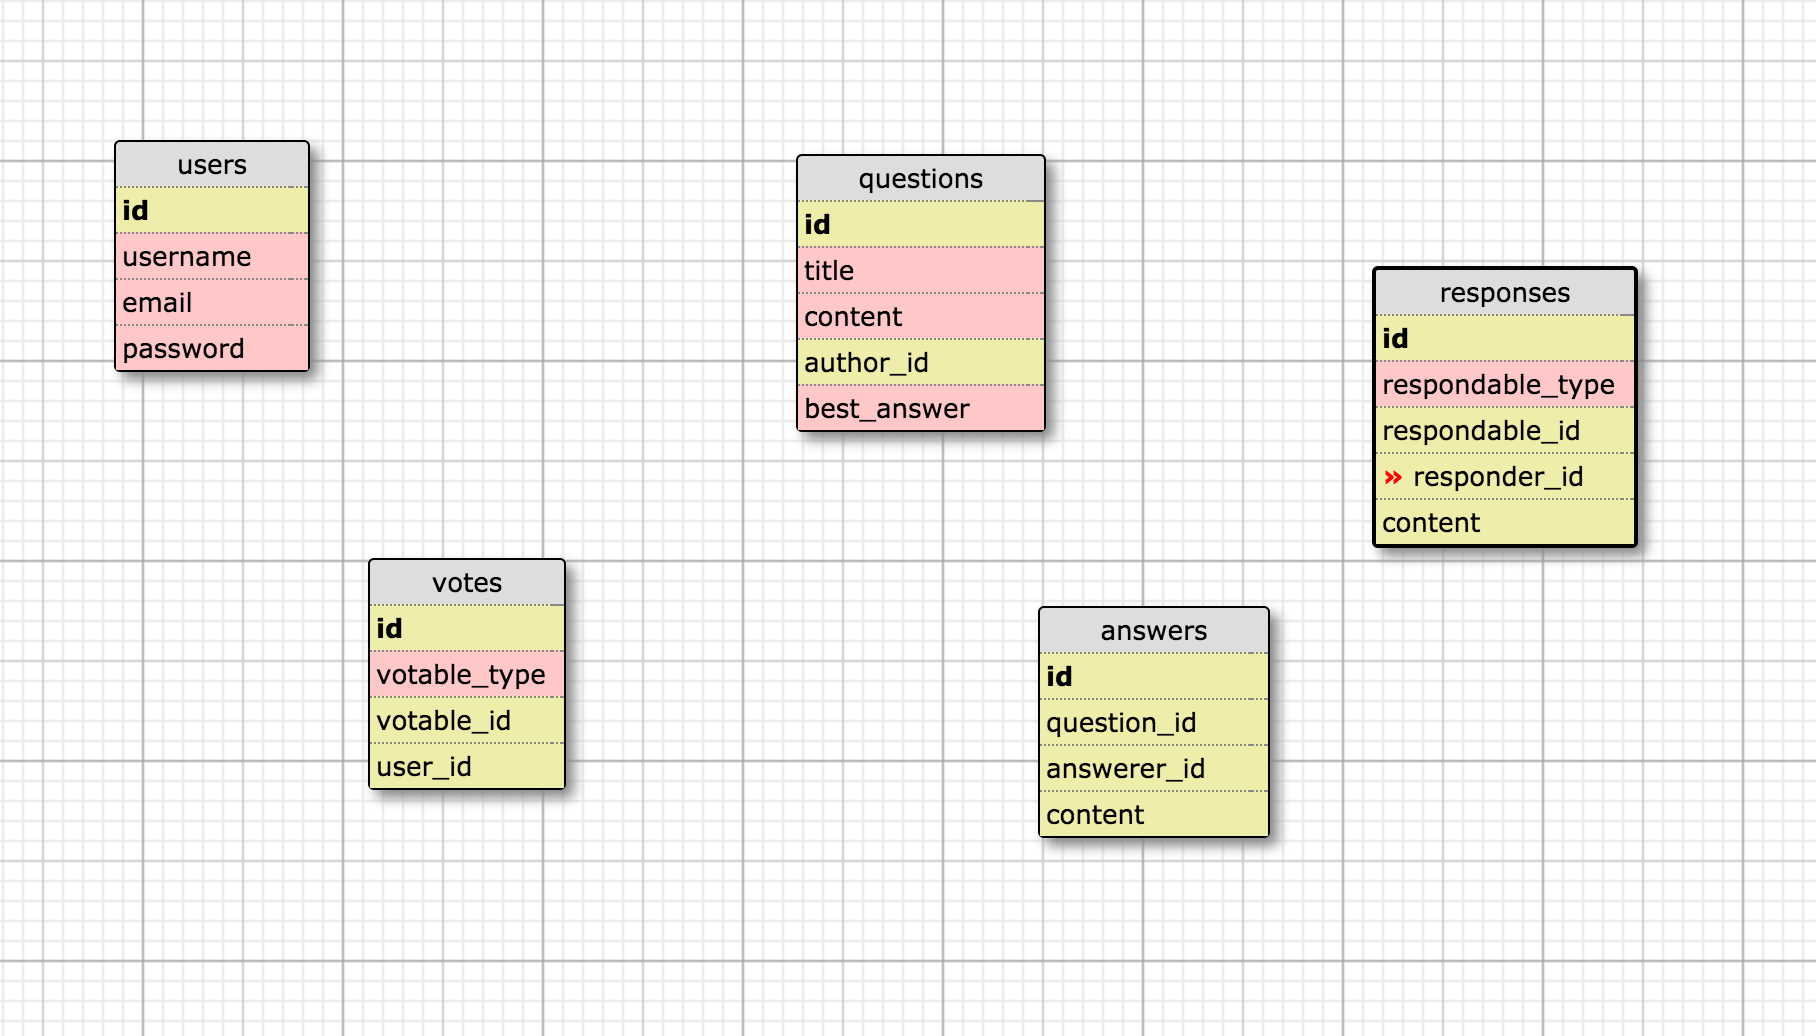 users
id
username
email
password
questions
id
title
content
author_id
best_answer
responses
id
respondable_type
respondable_id
» responder_id
content
votes
id
votable_type
votable_id
user_id
answers
id
question_id
answerer_id
content